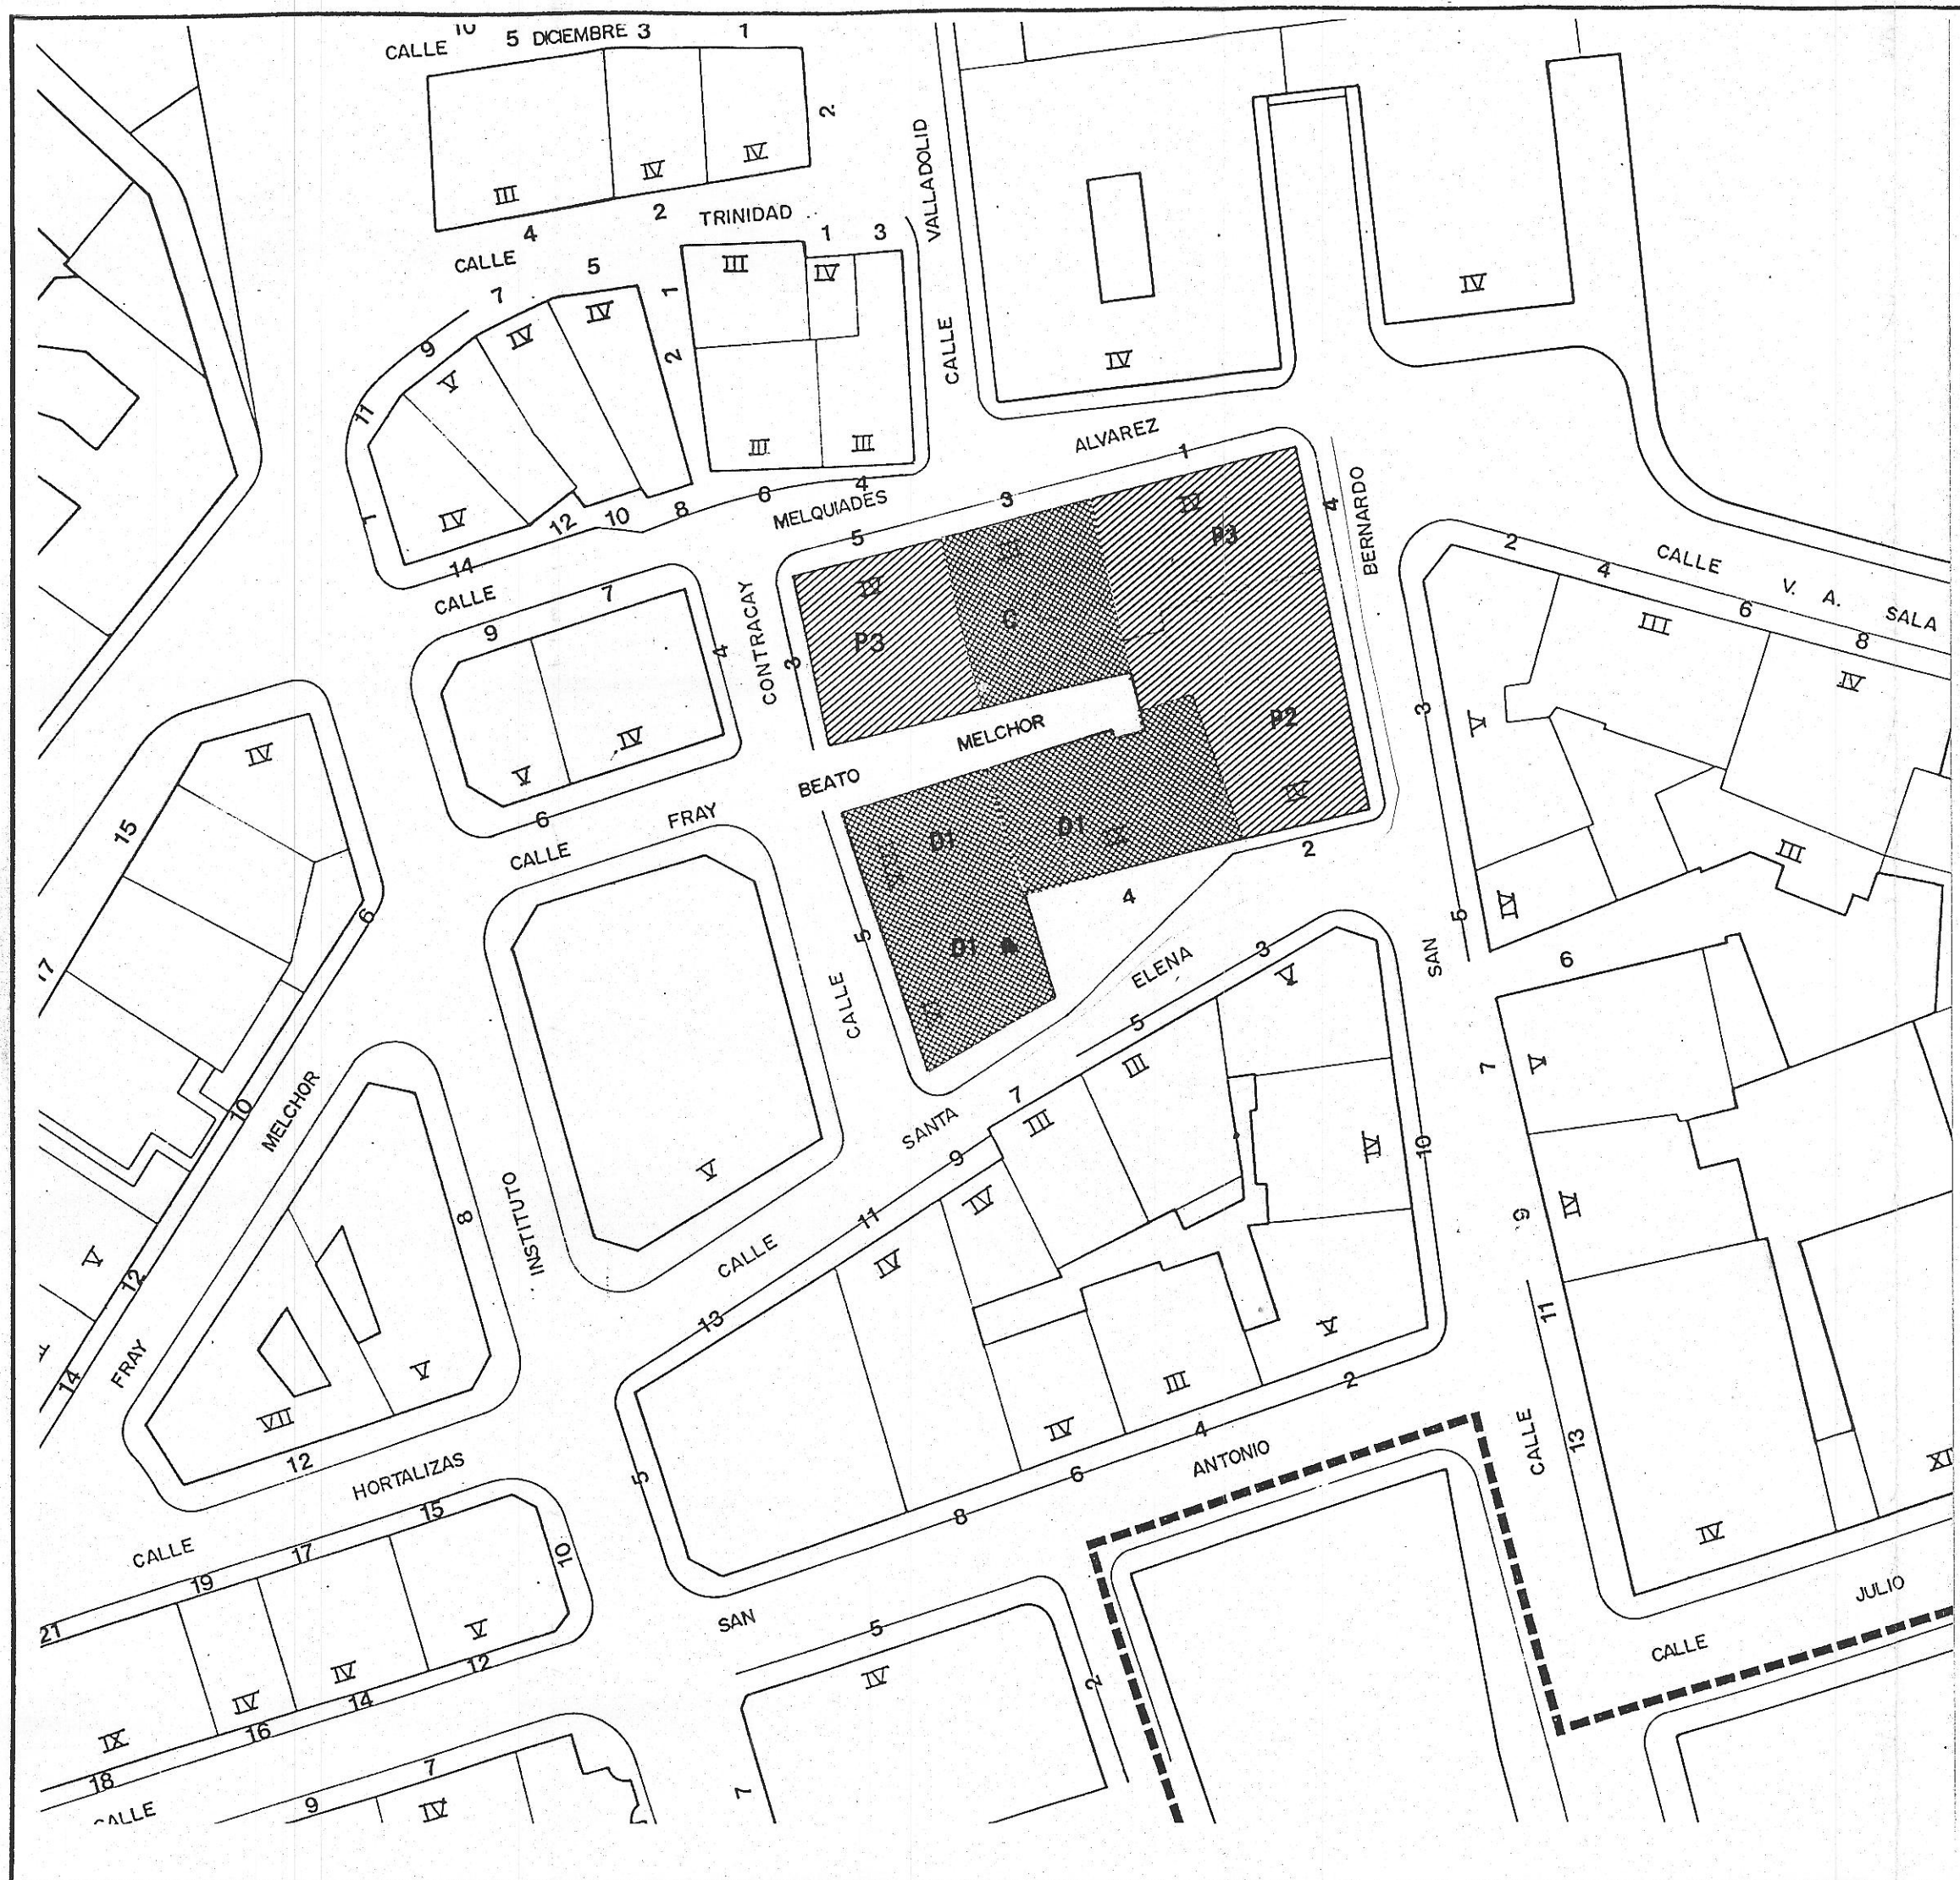 CALLE 10 5 DICIEMBRE 3 1
2
III IV IV
4 2 TRINIDAD
CALLE VALLADOLID
7 5 1 III IV 1 3
9 V IV IV 2
11
1 IV III III
CALLE
IV IV
14 12 10 8 6 4
CALLE MELQUIADES ALVAREZ
5 3 1
IV IV
P3 C P3
P2
IV
3 4 2
BERNARDO
2 4 6 8
CALLE V. A. SALA
III IV
V III
IV
3 5
9 7 4
V IV
6
CONTRACAY
MELCHOR
BEATO
FRAY
CALLE
D1 D1
D1
4
5
CALLE
IV
15
17
6
10
MELCHOR
FRAY
V
12
14
8
V
VII
12
INSTITUTO
V
SANTA ELENA
CALLE
3
5
7
9
11
13
V
III
III
IV
IV
IV
10
V
III
IV
5
2
4
6
8
SAN ANTONIO
SAN
CALLE
6
7
V
9
IV
11
13
IV
XI
CALLE JULIO
HORTALIZAS
CALLE
21 19 17 15
10
V
IV
IV
IX
18 16 14 12
CALLE
9 7
IV
5
IV
2
7